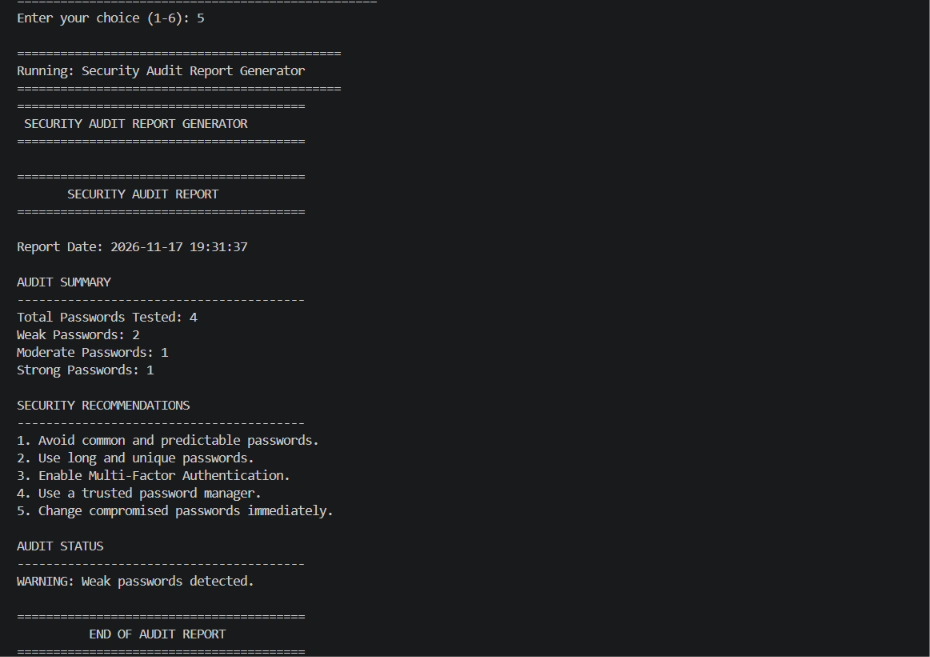 =============================================
Enter your choice (1-6): 5
=============================================
Running: Security Audit Report Generator
=============================================
========================================
SECURITY AUDIT REPORT GENERATOR
========================================
========================================
SECURITY AUDIT REPORT
========================================
Report Date: 2026-11-17 19:31:37
AUDIT SUMMARY
----------------------------------------
Total Passwords Tested: 4
Weak Passwords: 2
Moderate Passwords: 1
Strong Passwords: 1
SECURITY RECOMMENDATIONS
----------------------------------------
1. Avoid common and predictable passwords.
2. Use long and unique passwords.
3. Enable Multi-Factor Authentication.
4. Use a trusted password manager.
5. Change compromised passwords immediately.
AUDIT STATUS
----------------------------------------
WARNING: Weak passwords detected.
========================================
END OF AUDIT REPORT
========================================